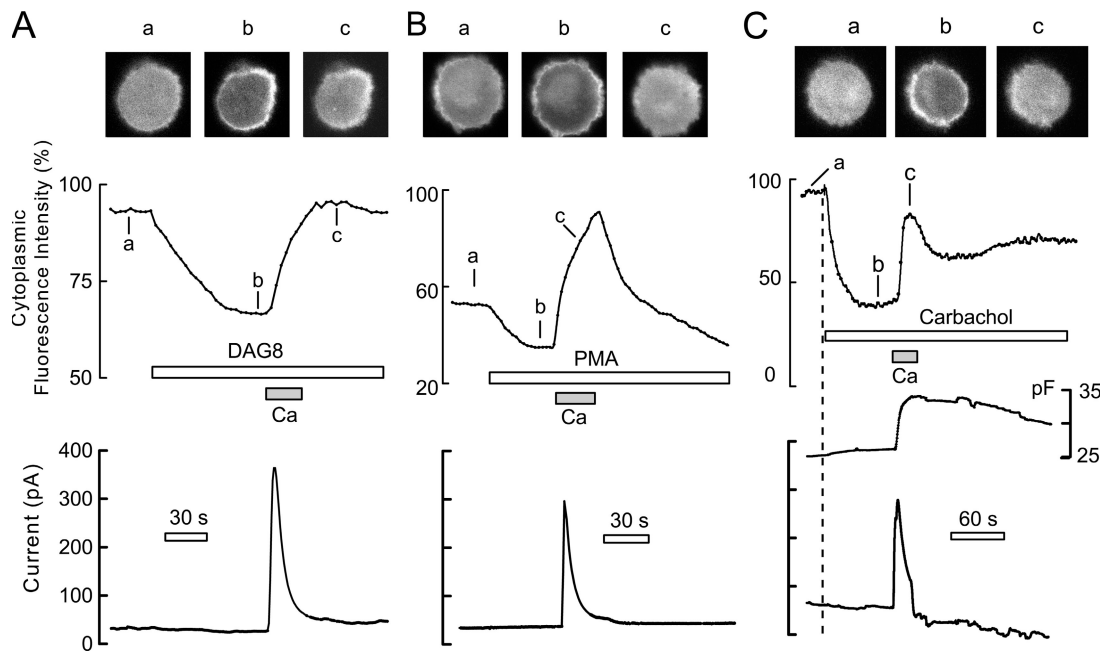 A
a
b
c
B
a
b
c
C
a
b
c
Cytoplasmic
Fluorescence Intensity (%)
100
75
50
a
b
c
DAG8
Ca
100
60
20
a
b
c
PMA
Ca
100
50
0
a
b
c
Carbachol
Ca
pF
35
25
Current (pA)
400
300
200
100
0
30 s
30 s
60 s